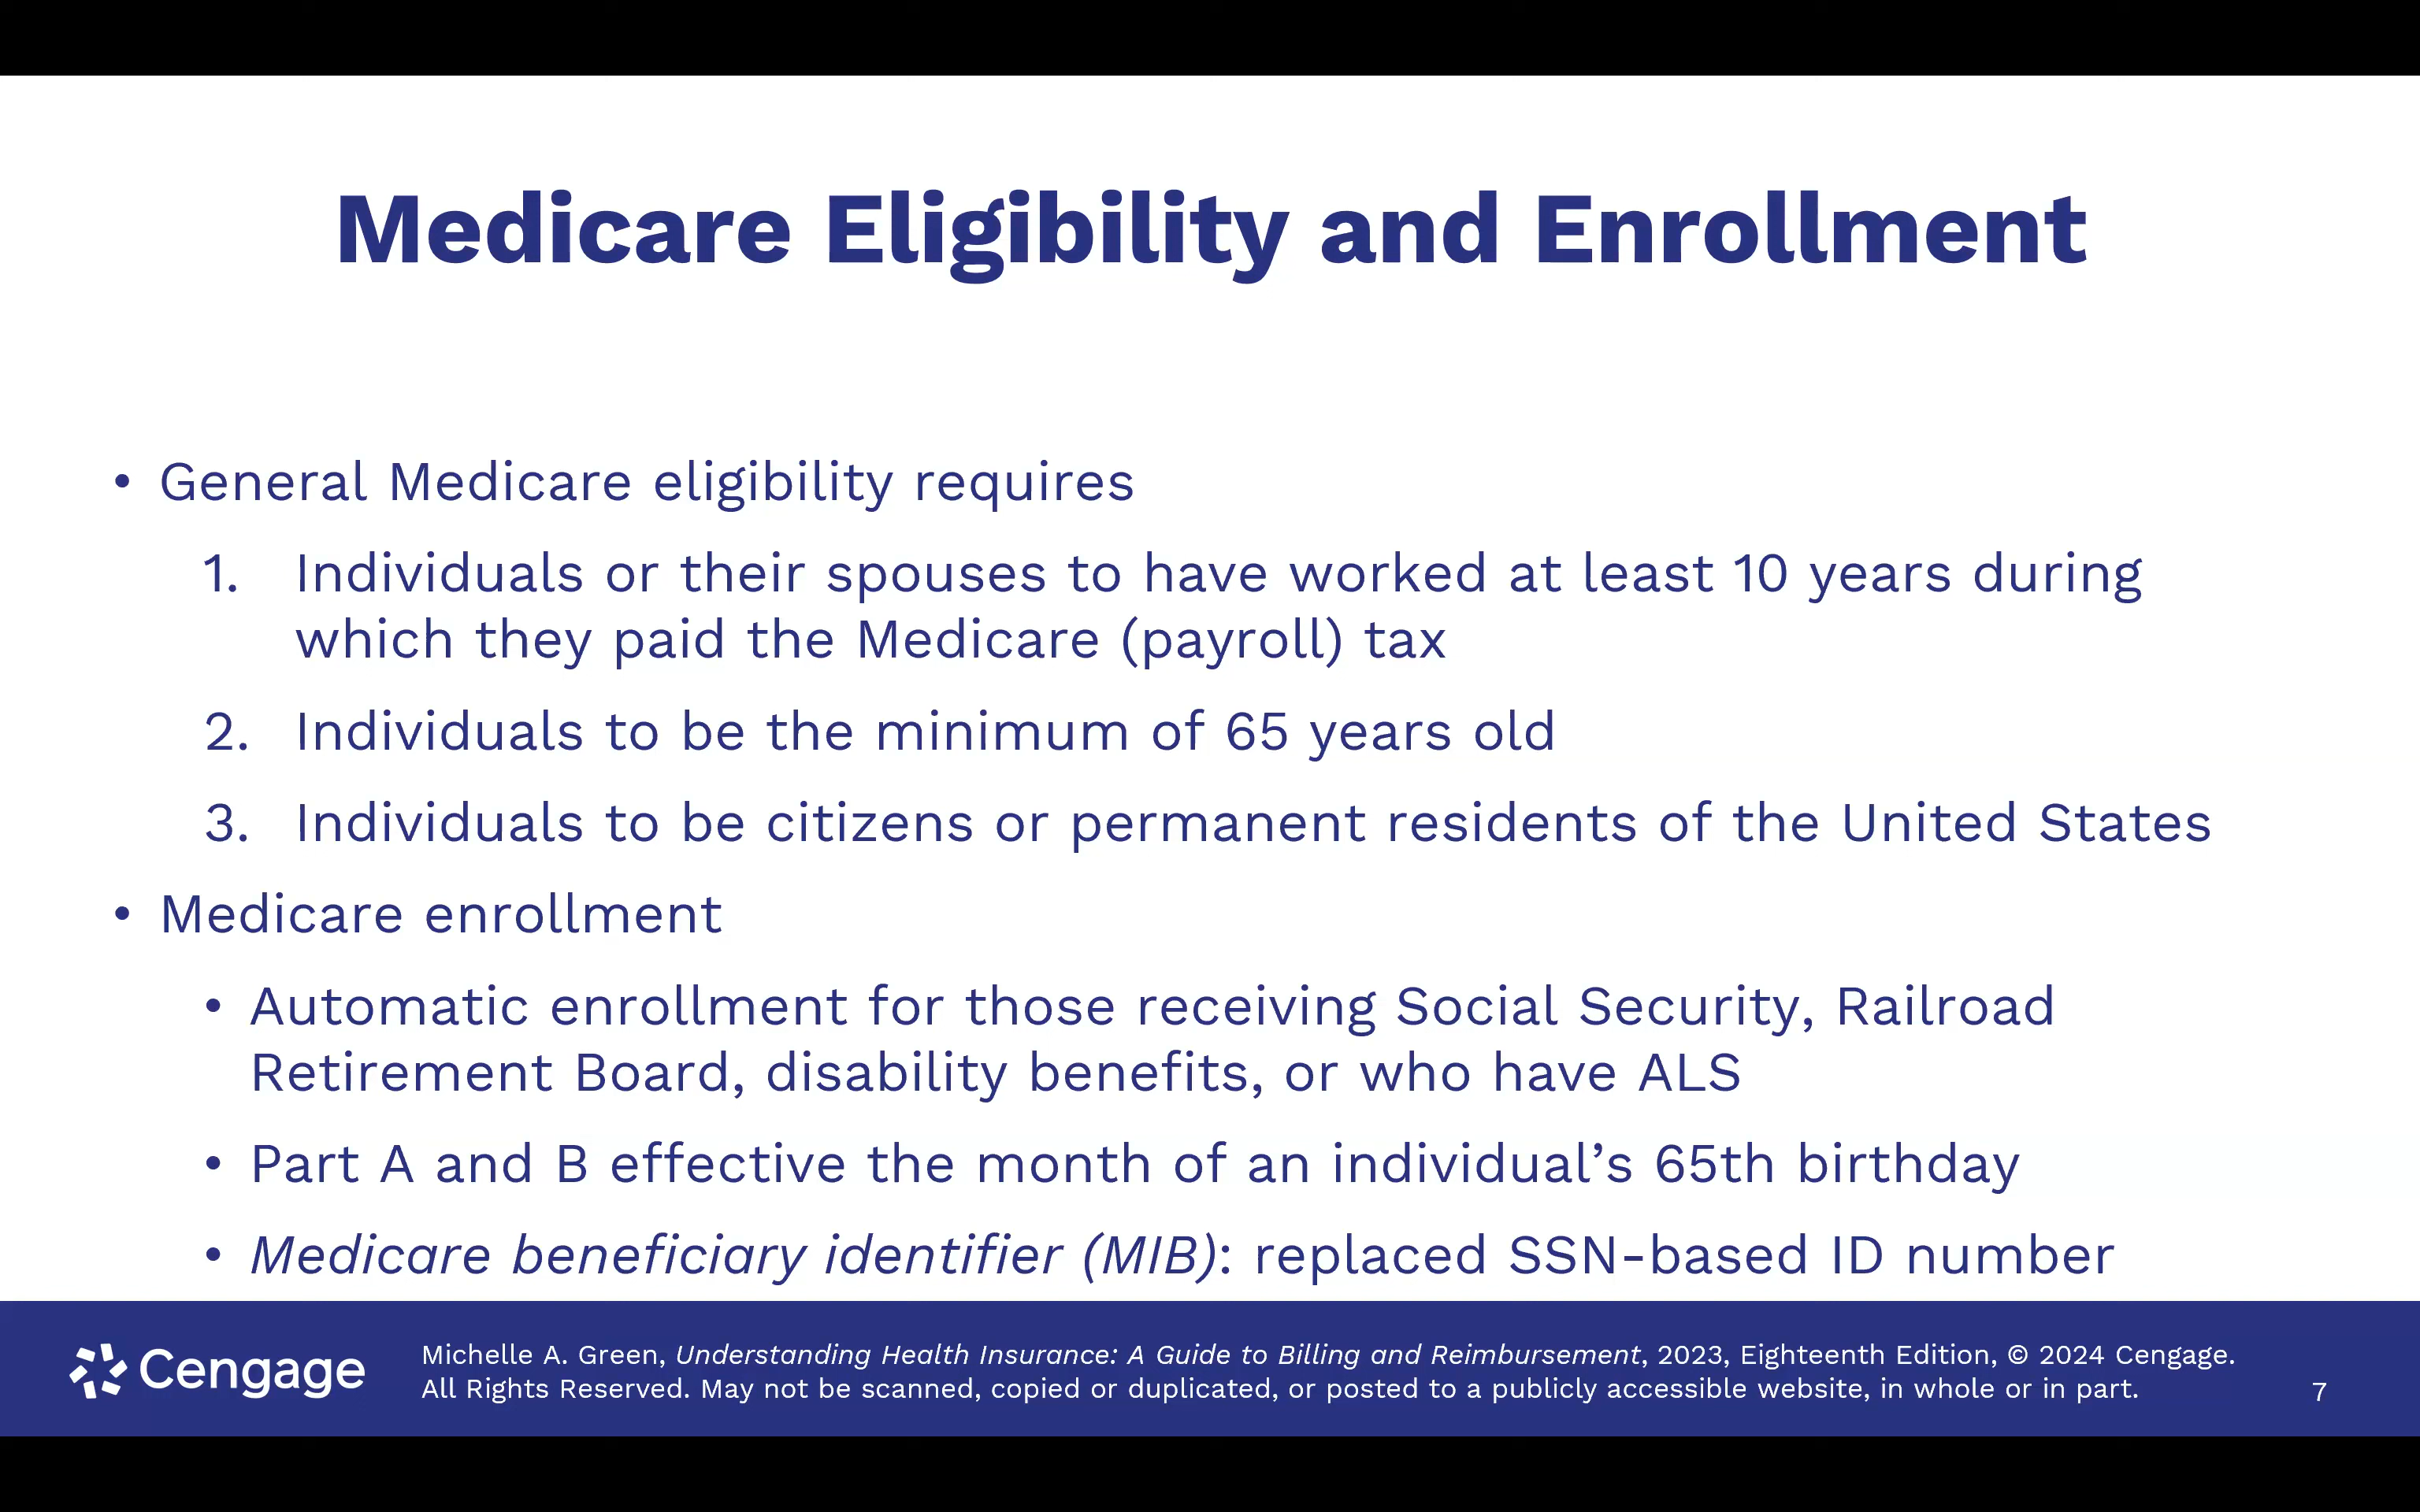 Medicare Eligibility and Enrollment
• General Medicare eligibility requires
1. Individuals or their spouses to have worked at least 10 years during
which they paid the Medicare (payroll) tax
2. Individuals to be the minimum of 65 years old
3. Individuals to be citizens or permanent residents of the United States
• Medicare enrollment
• Automatic enrollment for those receiving Social Security, Railroad
Retirement Board, disability benefits, or who have ALS
• Part A and B effective the month of an individual’s 65th birthday
• Medicare beneficiary identifier (MIB): replaced SSN-based ID number
Cengage
Michelle A. Green, Understanding Health Insurance: A Guide to Billing and Reimbursement, 2023, Eighteenth Edition, © 2024 Cengage.
All Rights Reserved. May not be scanned, copied or duplicated, or posted to a publicly accessible website, in whole or in part.
7